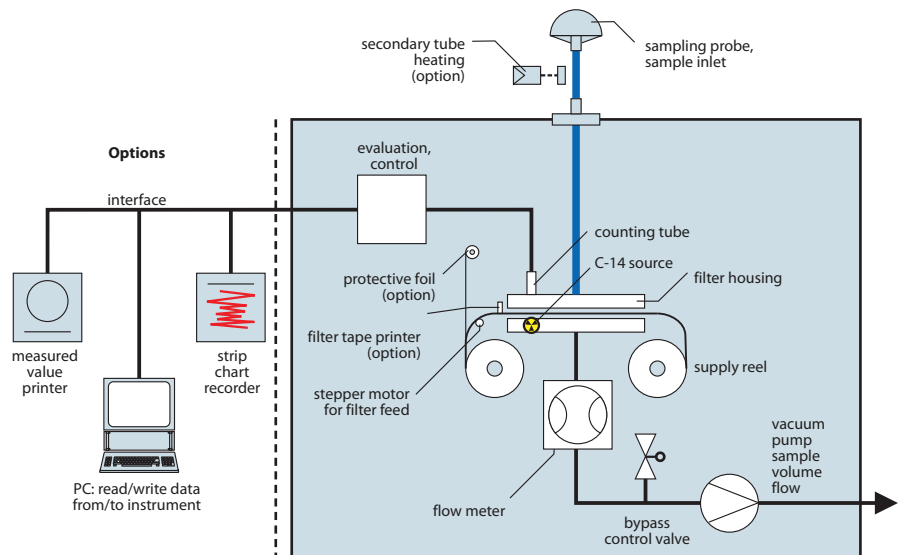 secondary tube
heating
(option)
sampling probe,
sample inlet
Options
evaluation,
control
interface
counting tube
C-14 source
protective foil
(option)
filter housing
filter tape printer
(option)
measured
value
printer
strip
chart
recorder
stepper motor
for filter feed
supply reel
PC: read/write data
from/to instrument
flow meter
bypass
control valve
vacuum
pump
sample
volume
flow